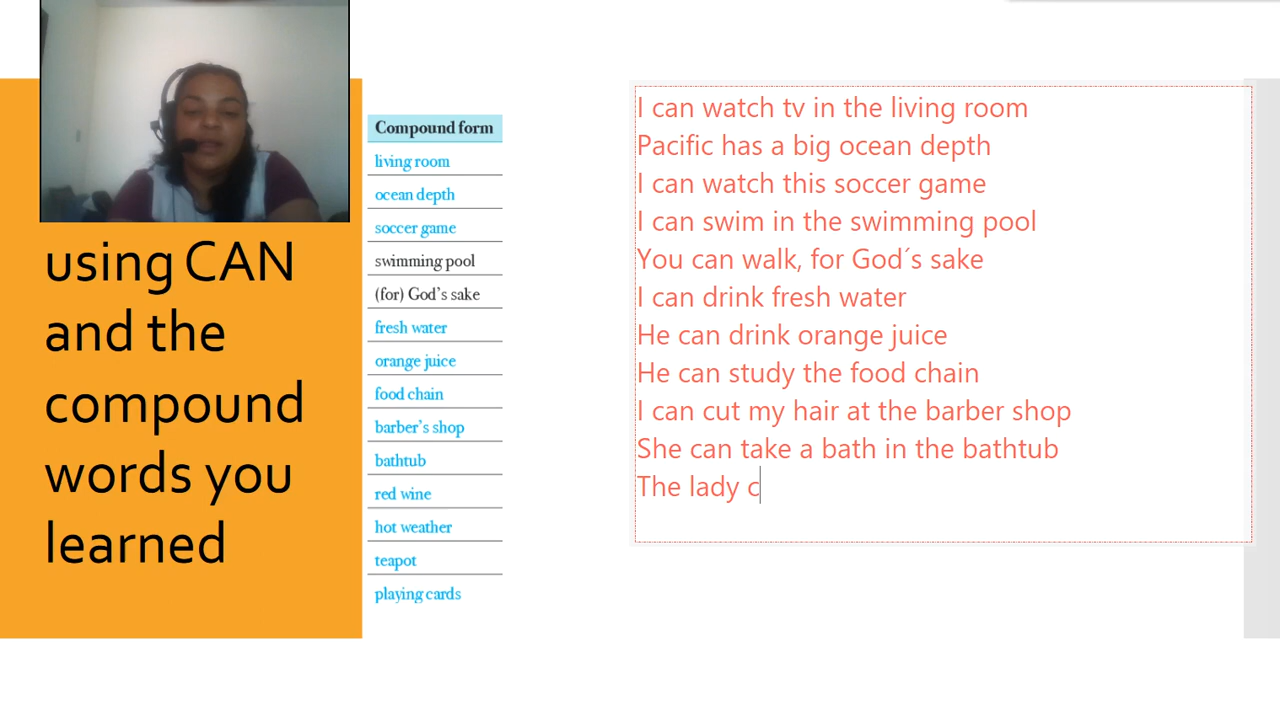 using CAN
and the
compound
words you
learned
Compound form
living room
ocean depth
soccer game
swimming pool
(for) God's sake
fresh water
orange juice
food chain
barber's shop
bathtub
red wine
hot weather
teapot
playing cards
I can watch tv in the living room
Pacific has a big ocean depth
I can watch this soccer game
I can swim in the swimming pool
You can walk, for God´s sake
I can drink fresh water
He can drink orange juice
He can study the food chain
I can cut my hair at the barber shop
She can take a bath in the bathtub
The lady c